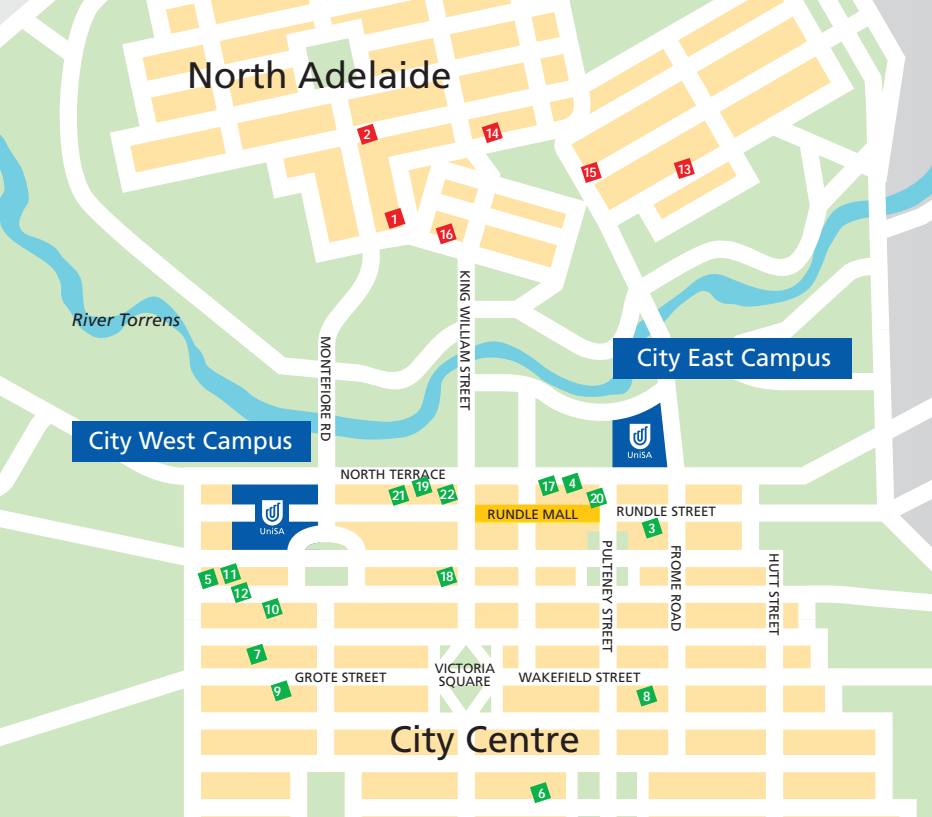 North Adelaide
2
14
15
13
1
16
KING WILLIAM STREET
River Torrens
MONTEFIORE RD
City East Campus
City West Campus
UniSA
NORTH TERRACE
21
19
22
17
4
20
RUNDLE MALL
RUNDLE STREET
3
UniSA
PULTENEY STREET
FROME ROAD
HUTT STREET
5
11
12
10
18
7
9
GROTE STREET
VICTORIA
SQUARE
WAKEFIELD STREET
8
City Centre
6